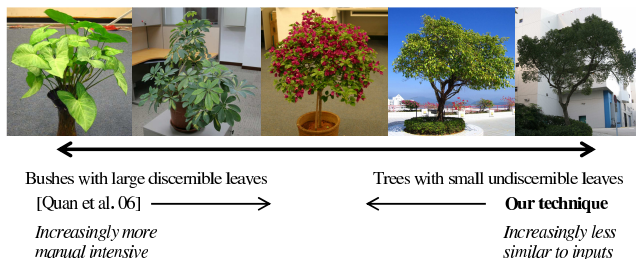 Bushes with large discernible leaves
Trees with small undiscernible leaves
[Quan et al. 06]
Our technique
Increasingly more
manual intensive
Increasingly less
similar to inputs